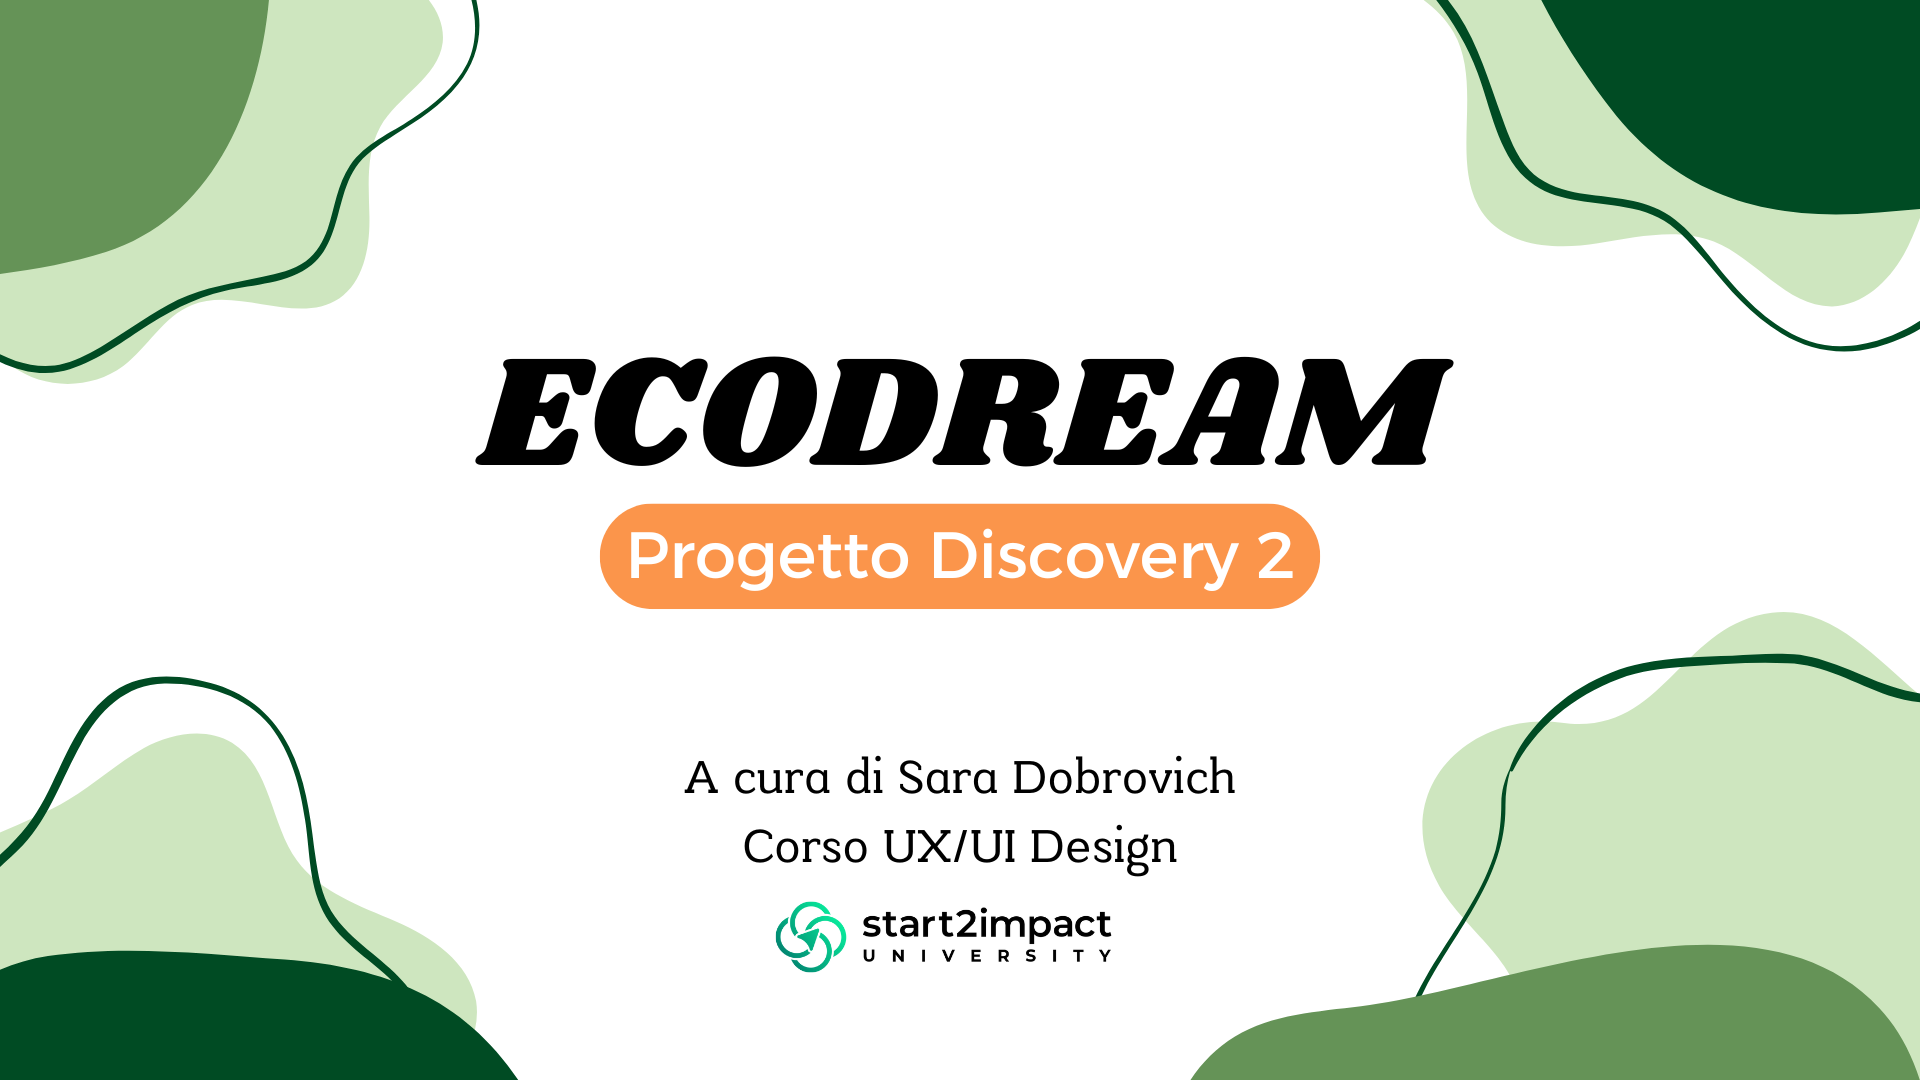 ECODREAM
Progetto Discovery 2
A cura di Sara Dobrovich
Corso UX/UI Design
start2impact
UNIVERSITY